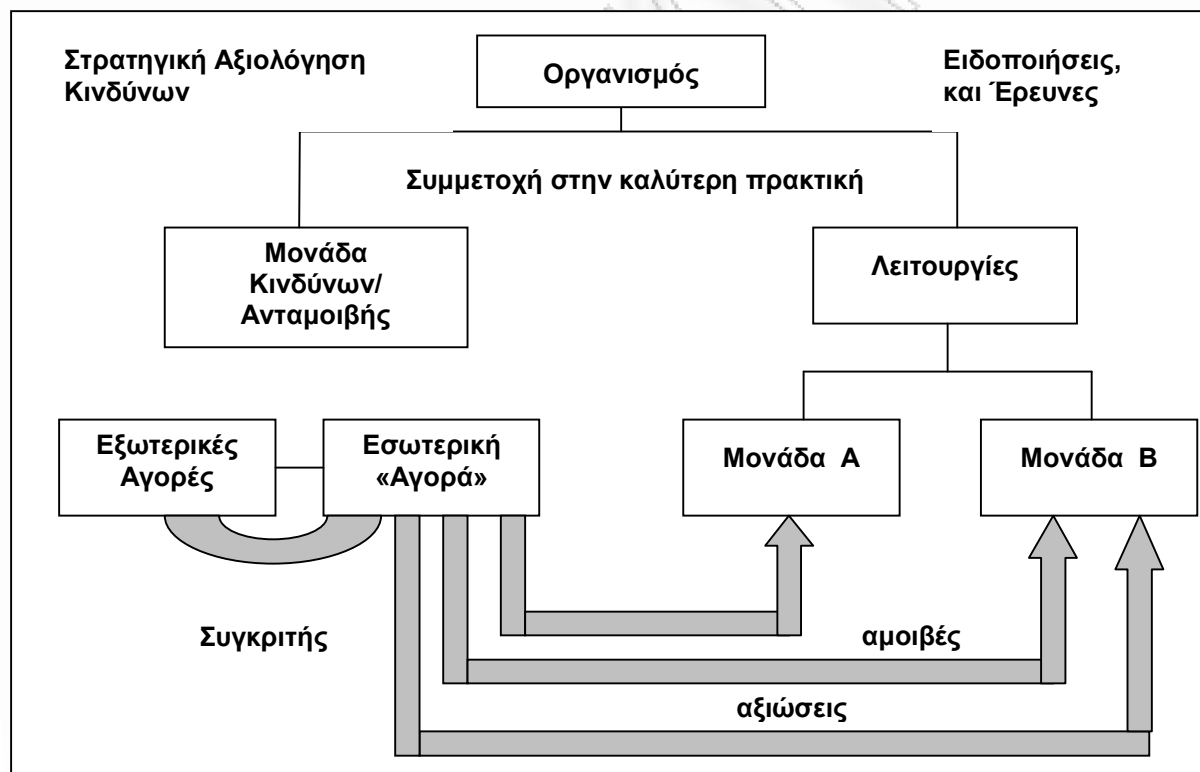 Στρατηγική Αξιολόγηση
Κινδύνων
Οργανισμός
Ειδοποιήσεις,
και Έρευνες
Συμμετοχή στην καλύτερη πρακτική
Μονάδα
Κινδύνων/
Ανταμοιβής
Λειτουργίες
Εξωτερικές
Αγορές
Εσωτερική
«Αγορά»
Μονάδα Α
Μονάδα Β
Συγκριτής
αμοιβές
αξιώσεις